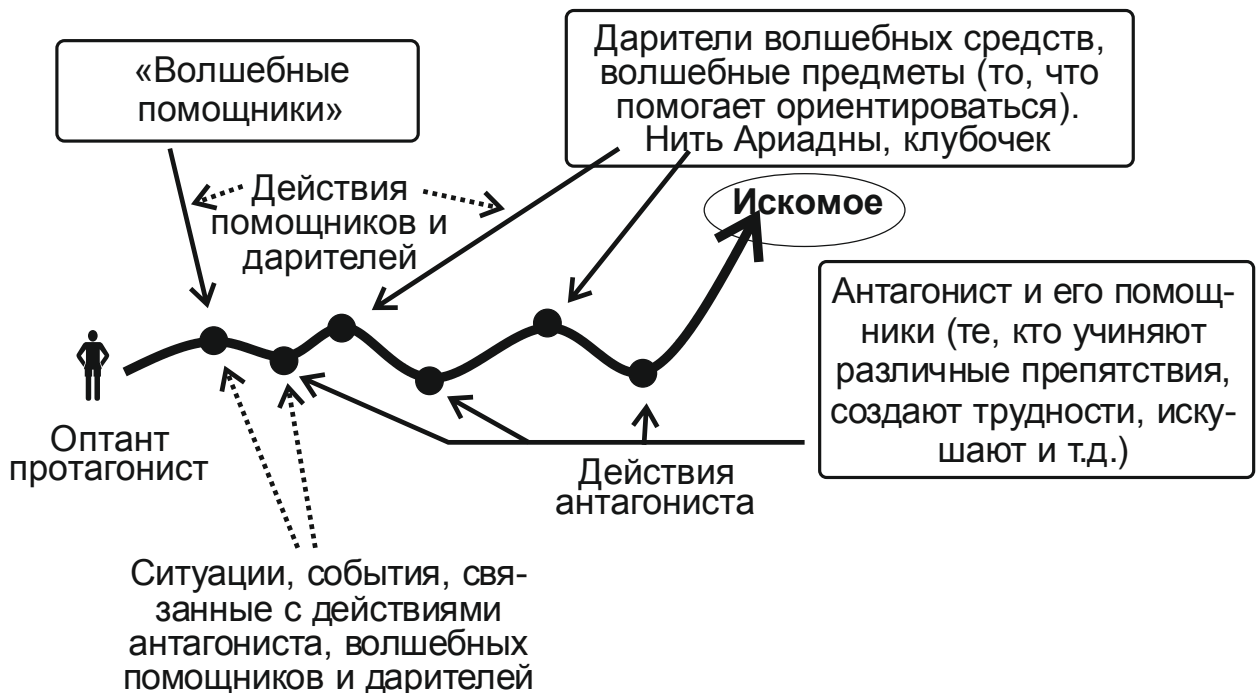 «Волшебные
помощники»
Дарители волшебных средств,
волшебные предметы (то, что
помогает ориентироваться).
Нить Ариадны, клубочек
Действия
помощников и
дарителей
Искомое
Антагонист и его помощ-
ники (те, кто учиняют
различные препятствия,
создают трудности, иску-
шают и т.д.)
Оптант
протагонист
Действия
антагониста
Ситуации, события, свя-
занные с действиями
антагониста, волшебных
помощников и дарителей